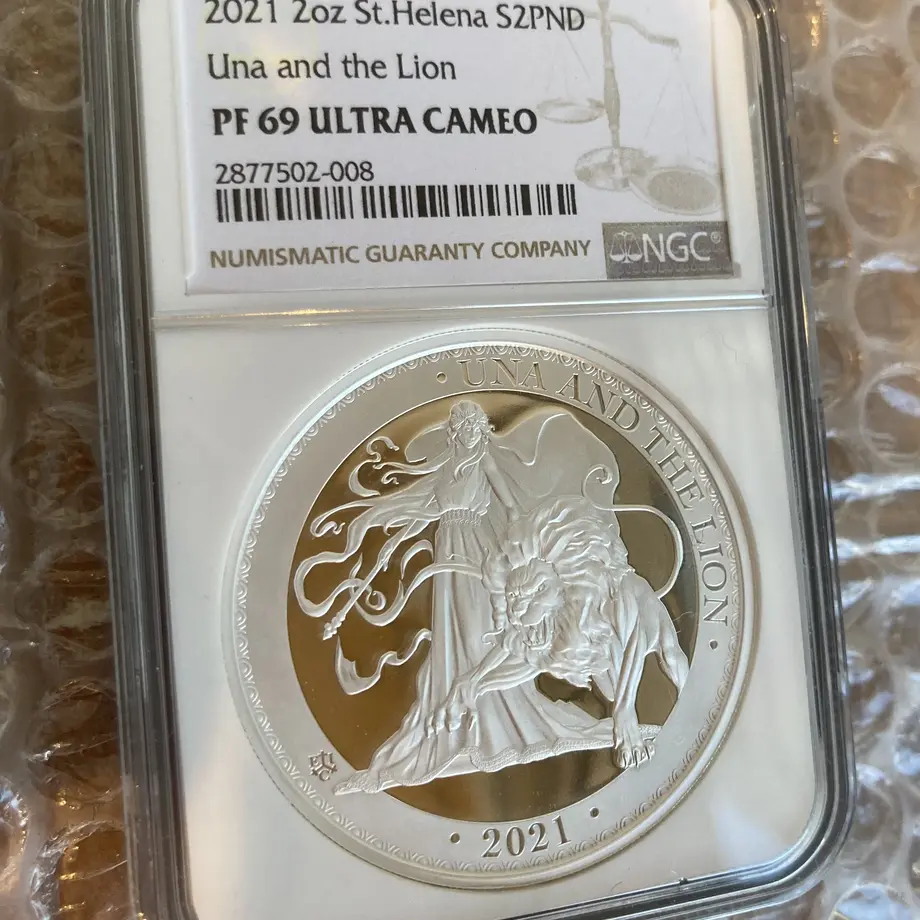 2021 2oz St.Helena S2PND
Una and the Lion
PF 69 ULTRA CAMEO
2877502-008
NUMISMATIC GUARANTY COMPANY
NGC®
· UNA AND THE LION ·
· 2021 ·